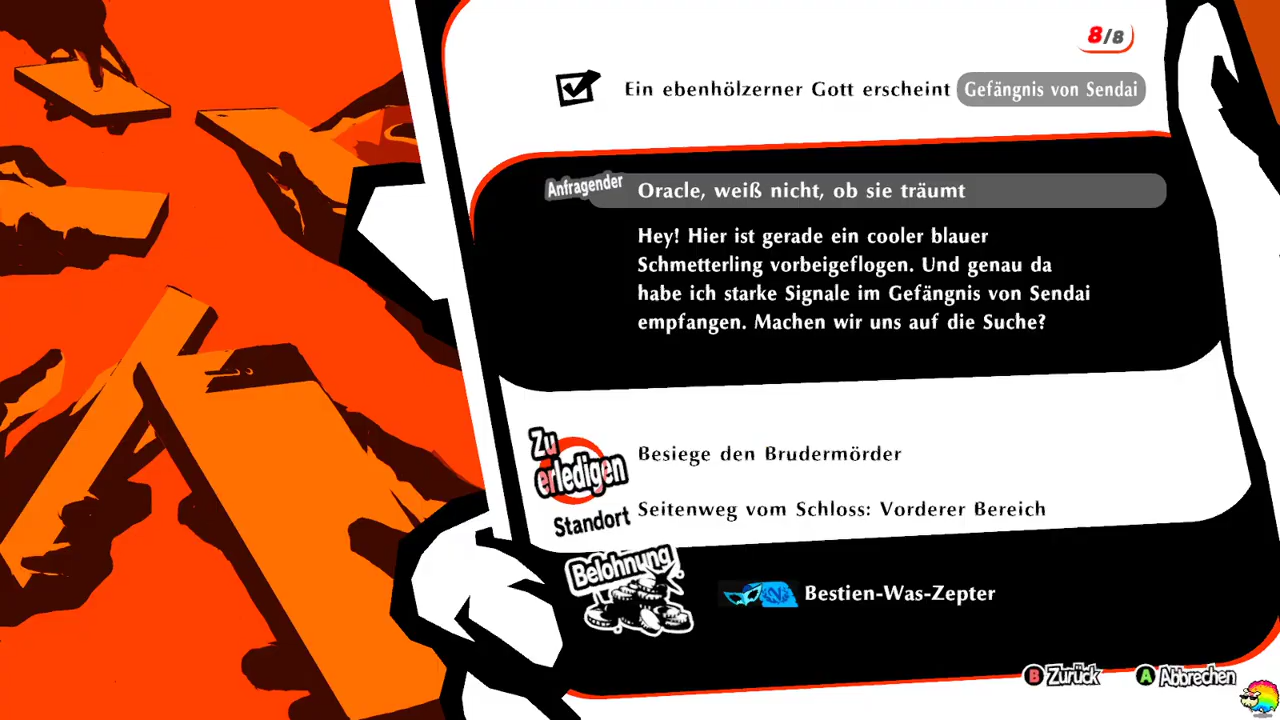 8/8
Ein ebenhölzerner Gott erscheint Gefängnis von Sendai
Anfragender Oracle, weiß nicht, ob sie träumt
Hey! Hier ist gerade ein cooler blauer
Schmetterling vorbeigeflogen. Und genau da
habe ich starke Signale im Gefängnis von Sendai
empfangen. Machen wir uns auf die Suche?
Zu
erledigen
Besiege den Brudermörder
Standort Seitenweg vom Schloss: Vorderer Bereich
Belohnung
Bestien-Was-Zepter
B Zurück A Abbrechen